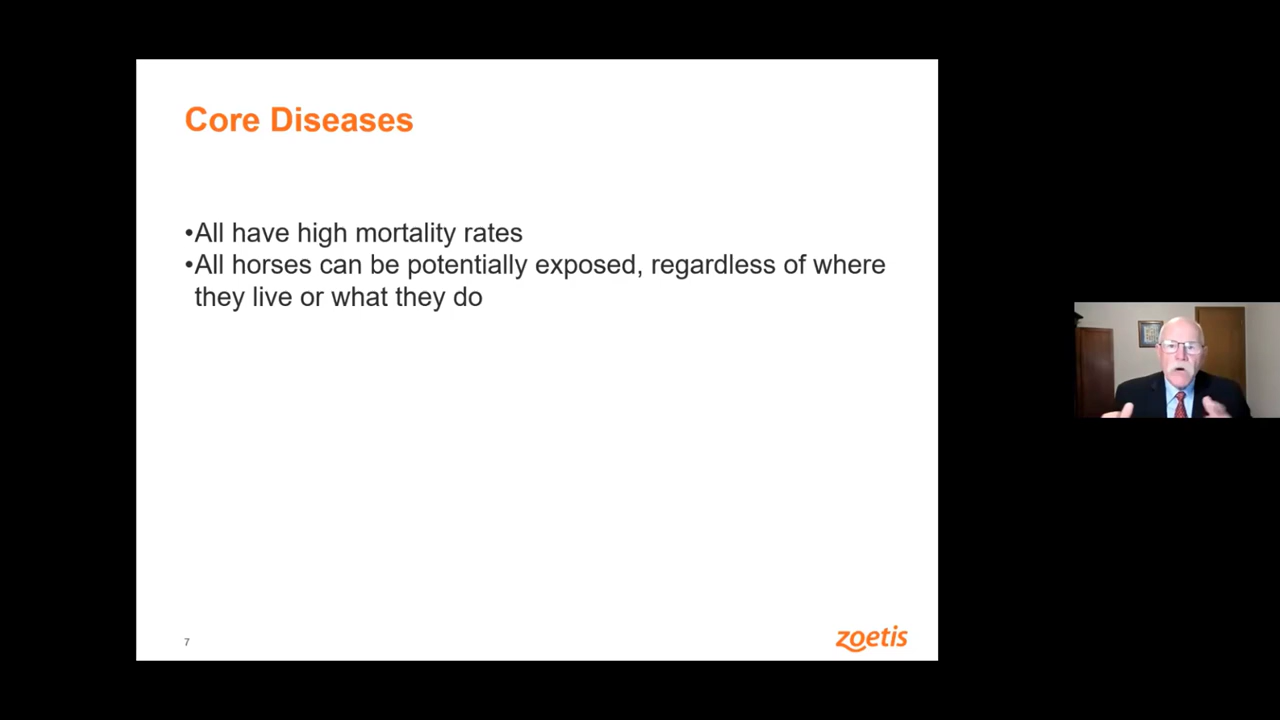 Core Diseases
•All have high mortality rates
•All horses can be potentially exposed, regardless of where
they live or what they do
7
zoetis